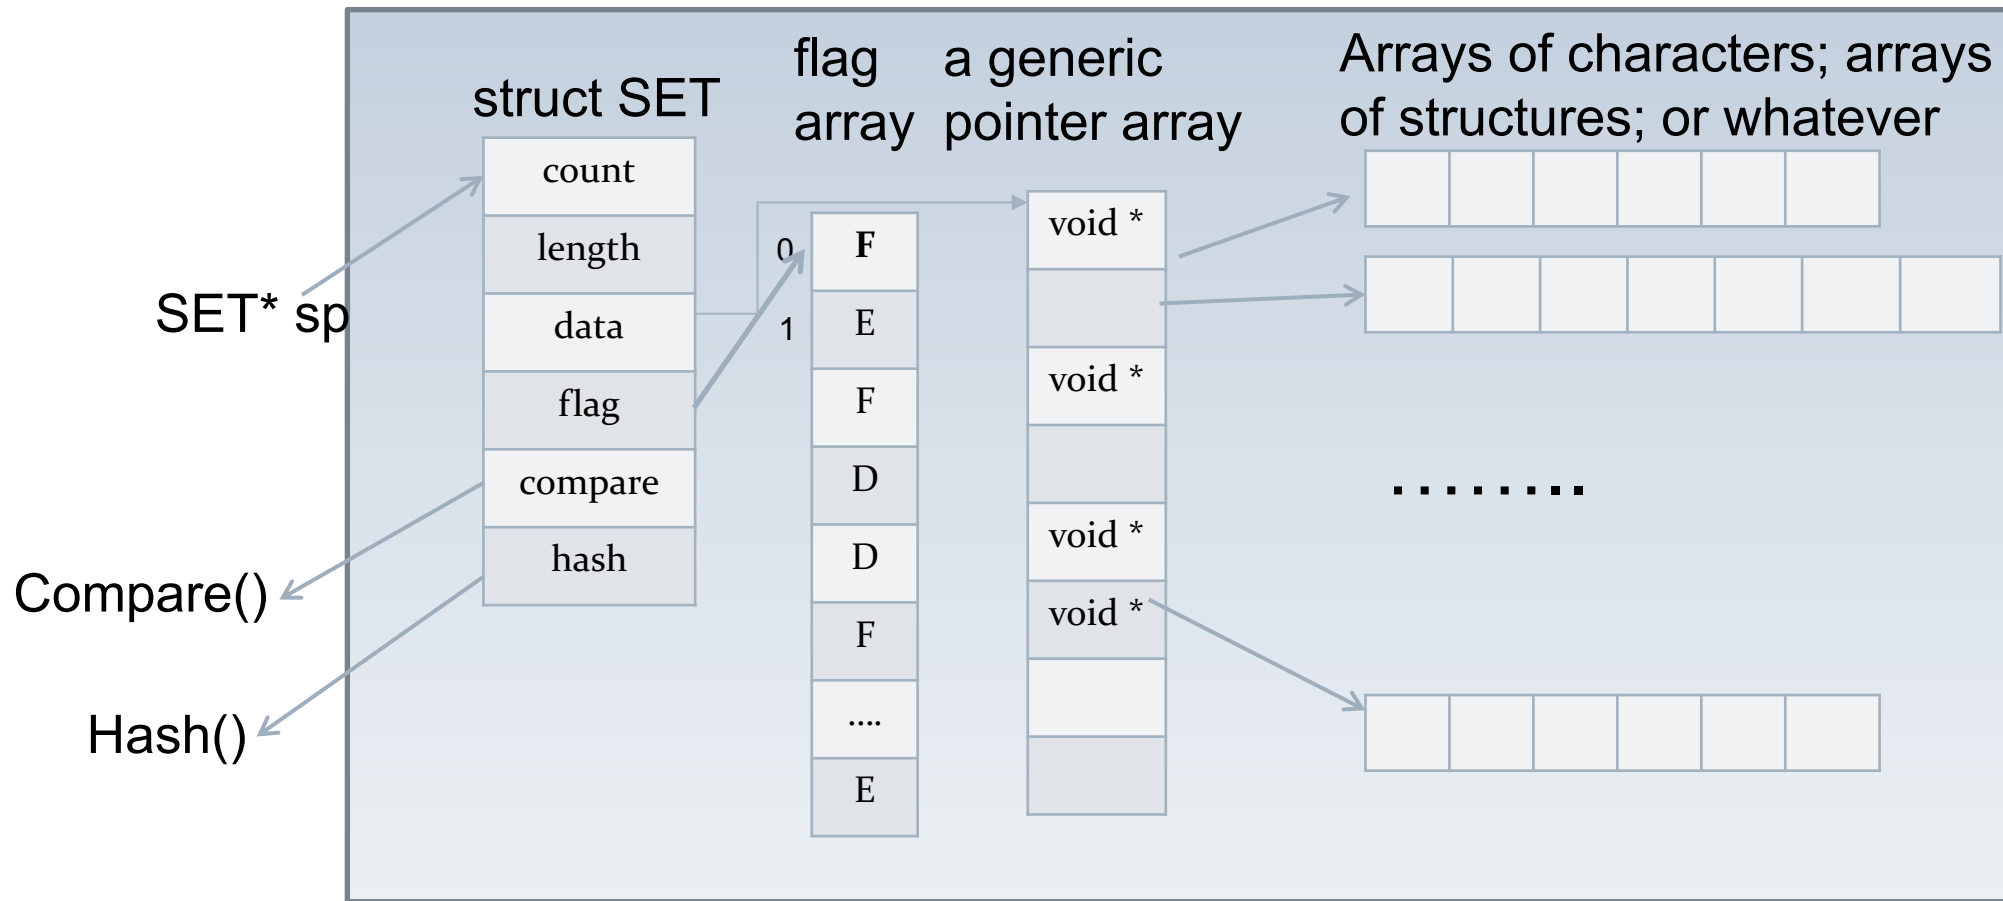 struct SET
flag
array
a generic
pointer array
Arrays of characters; arrays
of structures; or whatever
SET* sp
Compare()
Hash()
count
length
data
flag
compare
hash
0
1
F
E
F
D
D
F
....
E
void *
void *
void *
void *
.........